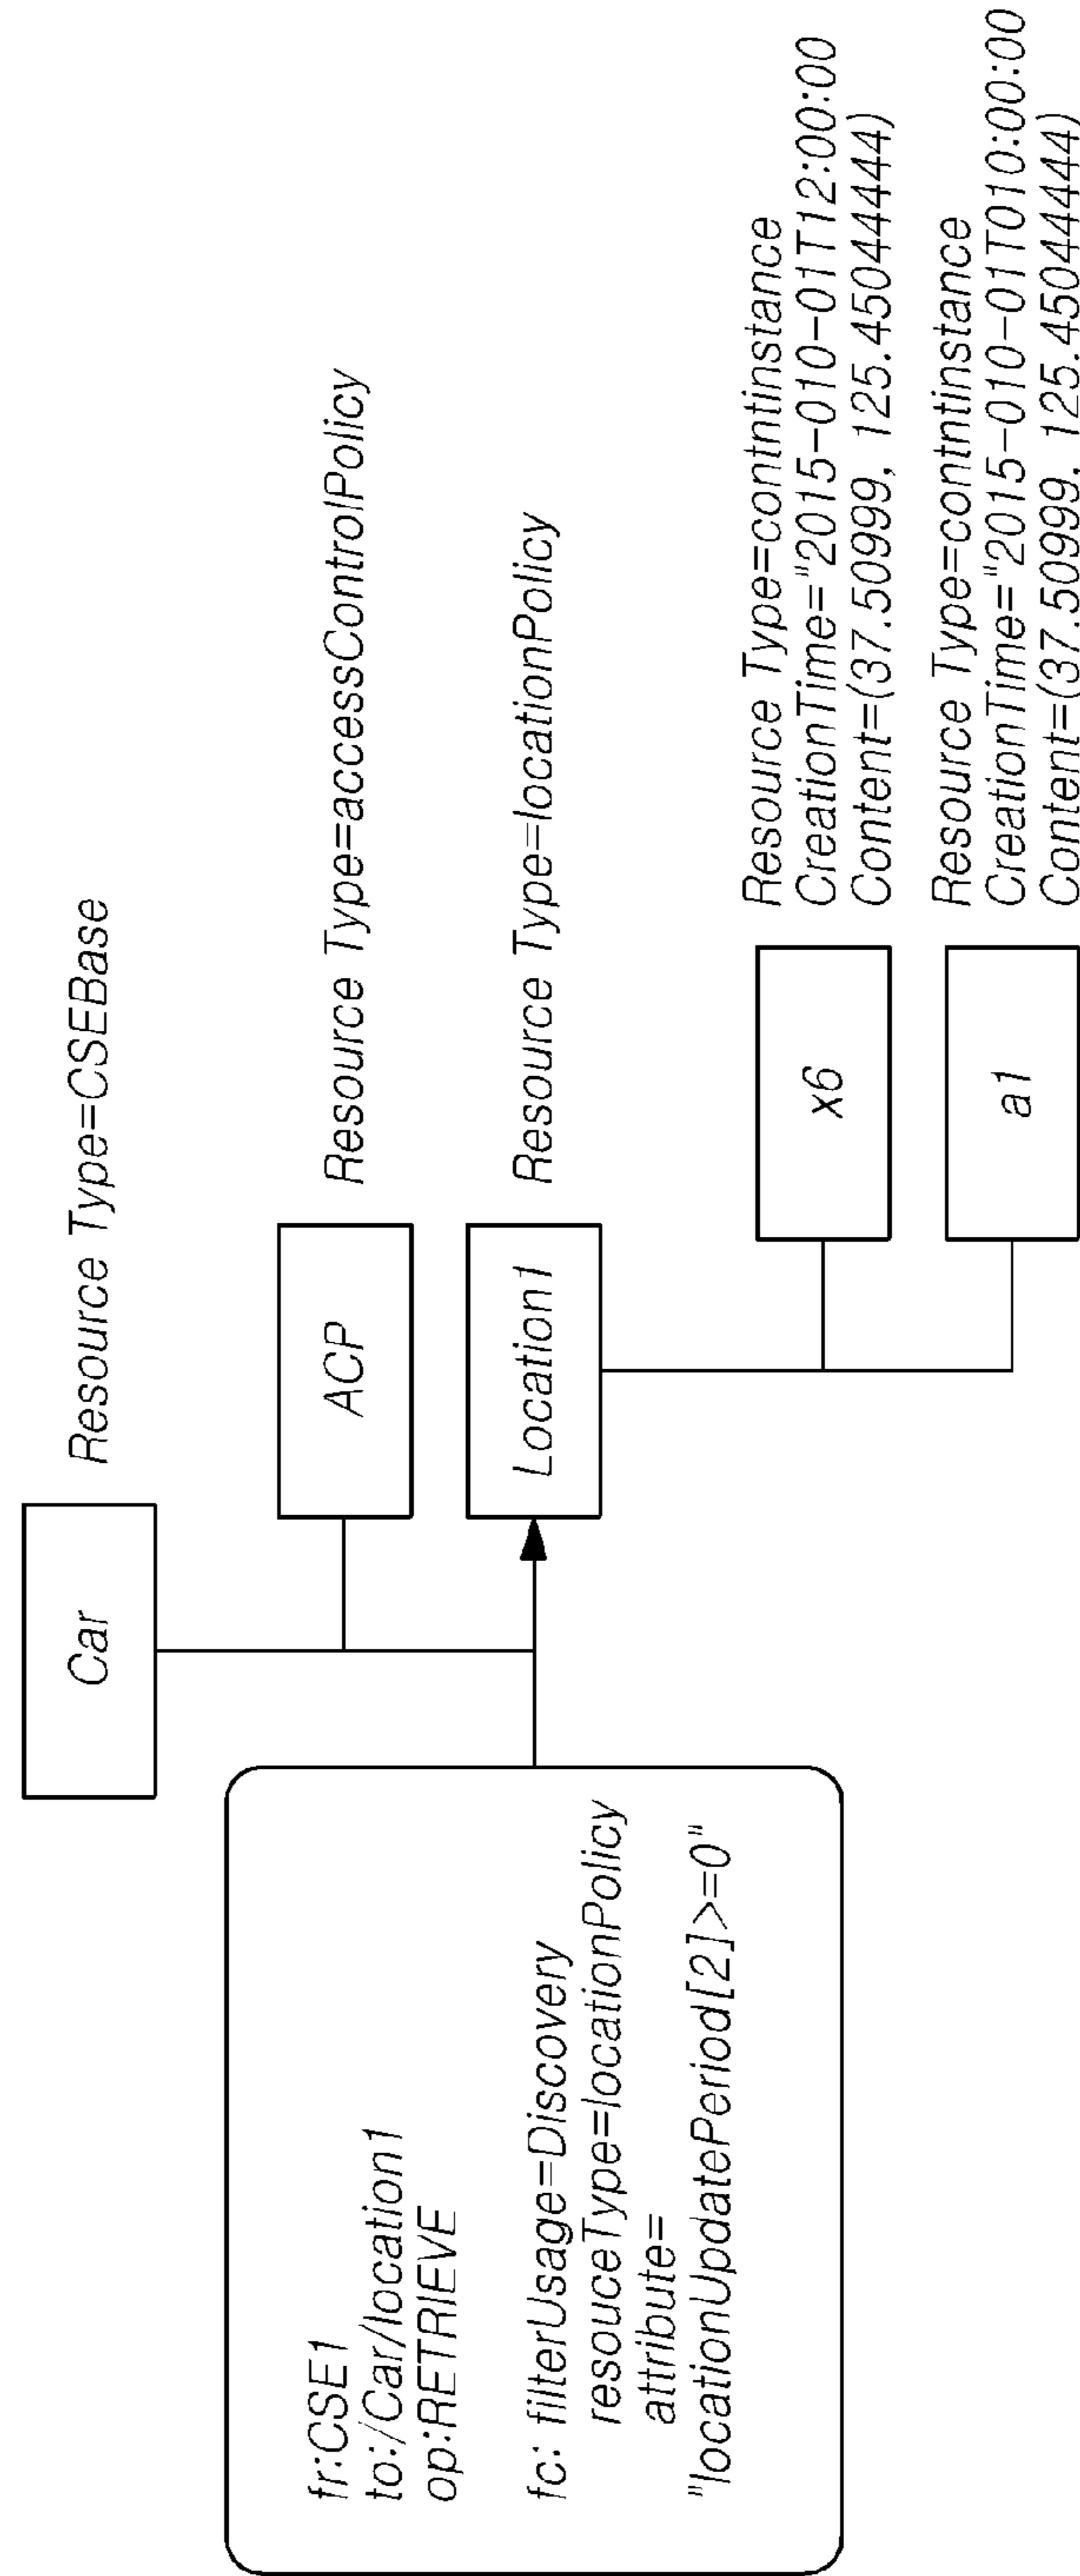 Car
Resource Type=CSEBase
fr:CSE1
to:/Car/location1
op:RETRIEVE
fc: filterUsage=Discovery
resouceType=locationPolicy
attribute=
"locationUpdatePeriod[2]>=0"
ACP
Resource Type=accessControlPolicy
Location1
Resource Type=locationPolicy
x6
Resource Type=contntinstance
CreationTime="2015-010-01T12:00:00
Content=(37.50999, 125.45044444)
a1
Resource Type=contntinstance
CreationTime="2015-010-01T010:00:00
Content=(37.50999, 125.45044444)